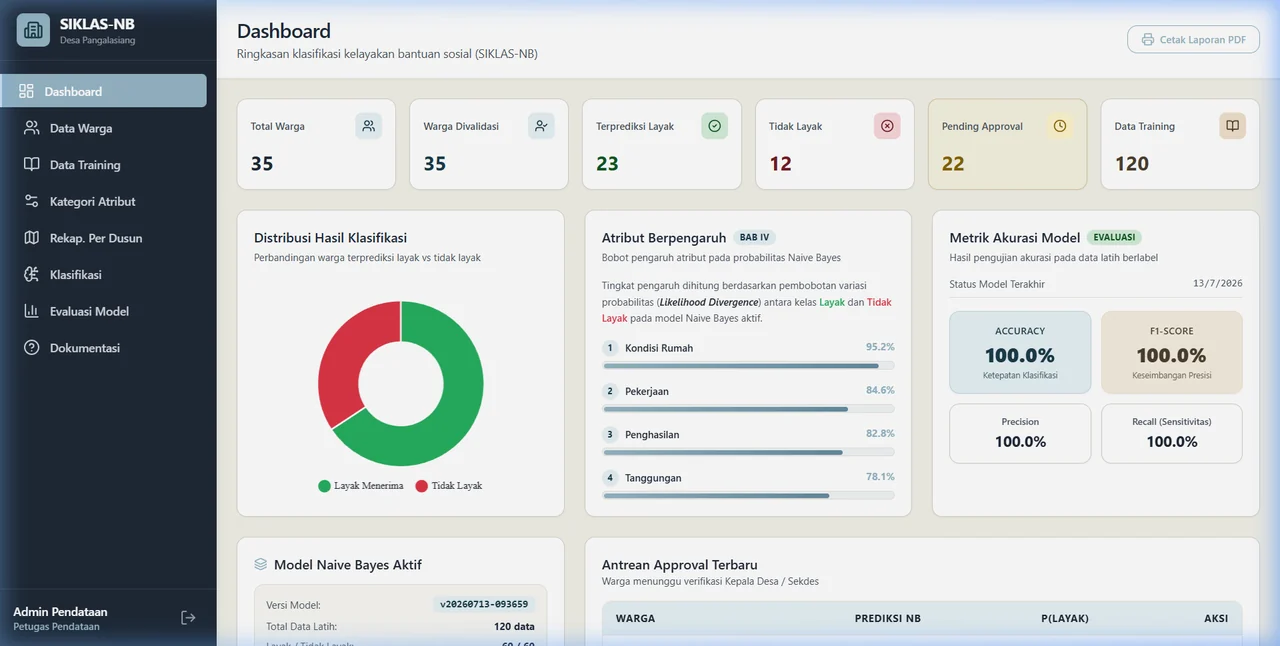 SIKLAS-NB
Desa Pangalasiang
Dashboard
Data Warga
Data Training
Kategori Atribut
Rekap. Per Dusun
Klasifikasi
Evaluasi Model
Dokumentasi
Admin Pendataan
Petugas Pendataan
Dashboard
Ringkasan klasifikasi kelayakan bantuan sosial (SIKLAS-NB)
Cetak Laporan PDF
Total Warga
35
Warga Divalidasi
35
Terprediksi Layak
23
Tidak Layak
12
Pending Approval
22
Data Training
120
Distribusi Hasil Klasifikasi
Perbandingan warga terprediksi layak vs tidak layak
Layak Menerima
Tidak Layak
Atribut Berpengaruh BAB IV
Bobot pengaruh atribut pada probabilitas Naive Bayes
Tingkat pengaruh dihitung berdasarkan pembobotan variasi
probabilitas (Likelihood Divergence) antara kelas Layak dan Tidak
Layak pada model Naive Bayes aktif.
1 Kondisi Rumah 95.2%
2 Pekerjaan 84.6%
3 Penghasilan 82.8%
4 Tanggungan 78.1%
Metrik Akurasi Model EVALUASI
Hasil pengujian akurasi pada data latih berlabel
Status Model Terakhir 13/7/2026
ACCURACY
100.0%
Ketepatan Klasifikasi
F1-SCORE
100.0%
Keseimbangan Presisi
Precision
100.0%
Recall (Sensitivitas)
100.0%
Model Naive Bayes Aktif
Versi Model: v20260713-093659
Total Data Latih: 120 data
Layak / Tidak Layak: 60 / 60
Antrean Approval Terbaru
Warga menunggu verifikasi Kepala Desa / Sekdes
WARGA PREDIKSI NB P(LAYAK) AKSI